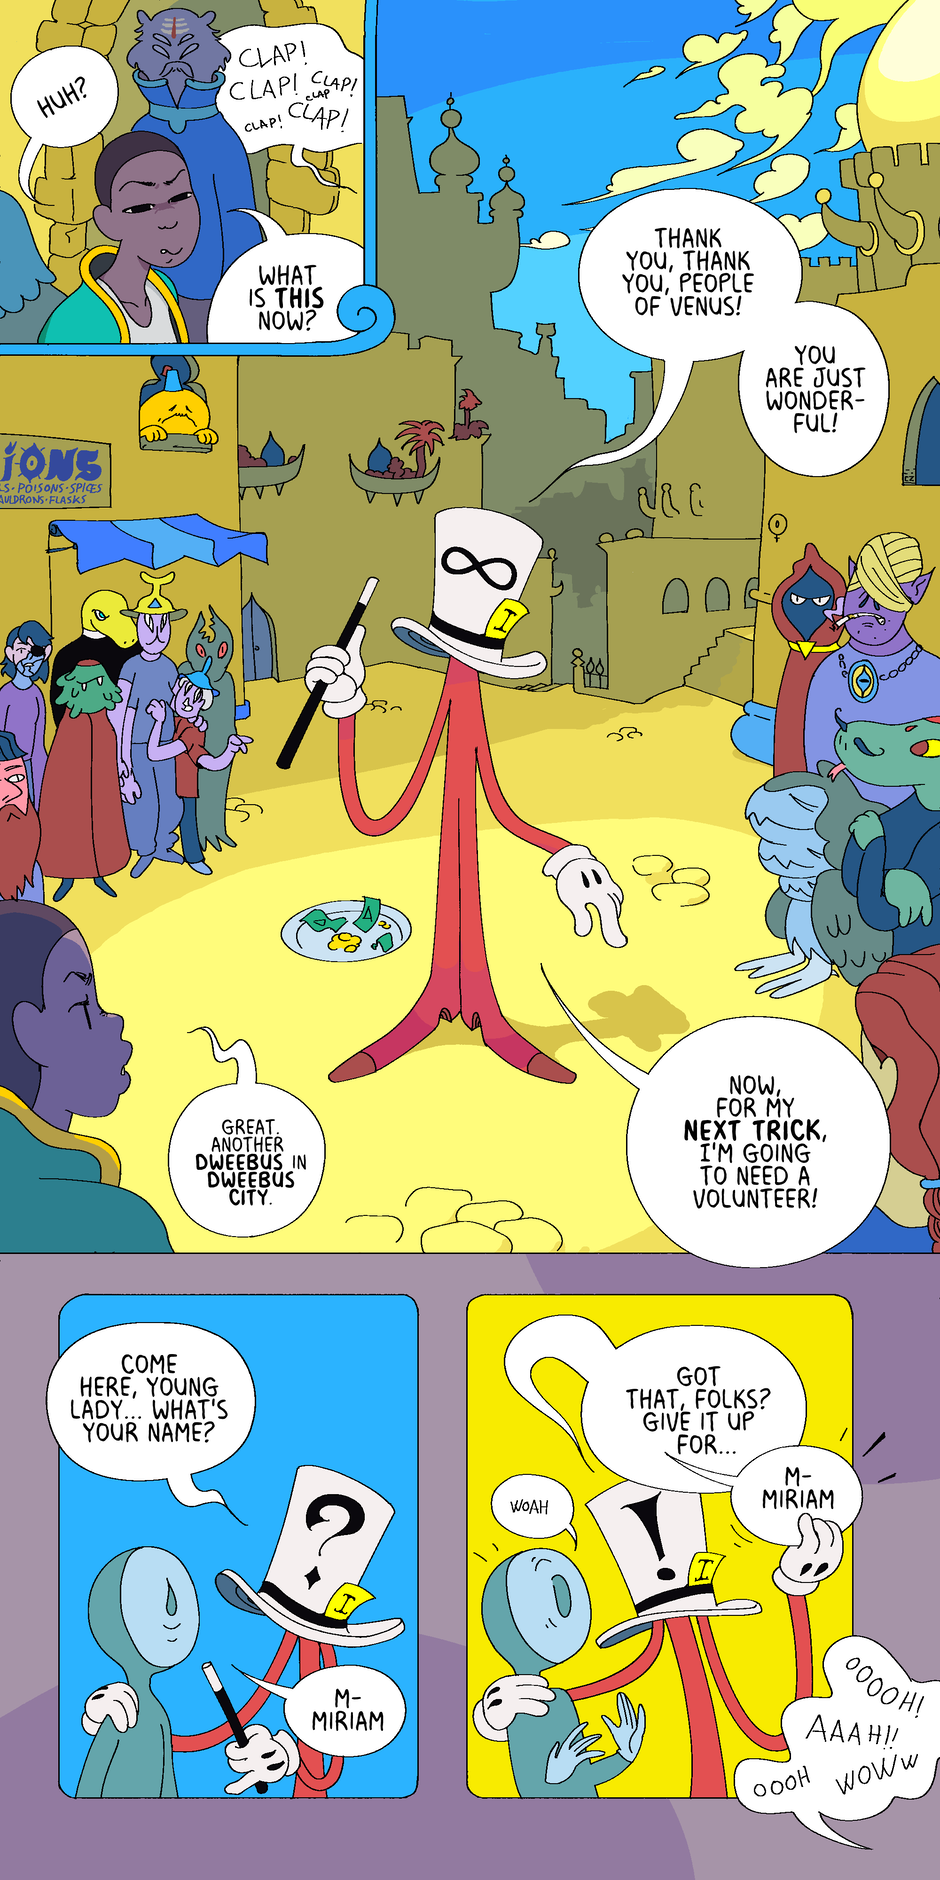 HUH?
CLAP!
CLAP! CLAP!
CLAP
CLAP! CLAP!
WHAT
IS THIS
NOW?
THANK
YOU, THANK
YOU, PEOPLE
OF VENUS!
YOU
ARE JUST
WONDER-
FUL!
IONS
LS · POISONS · SPICES
AULDRONS · FLASKS
I
GREAT.
ANOTHER
DWEEBUS IN
DWEEBUS
CITY.
NOW,
FOR MY
NEXT TRICK,
I'M GOING
TO NEED A
VOLUNTEER!
COME
HERE, YOUNG
LADY... WHAT'S
YOUR NAME?
?
I
M-
MIRIAM
GOT
THAT, FOLKS?
GIVE IT UP
FOR...
M-
MIRIAM
WOAH
!
I
OOOOH!
AAAH!!
OOOH WOWW